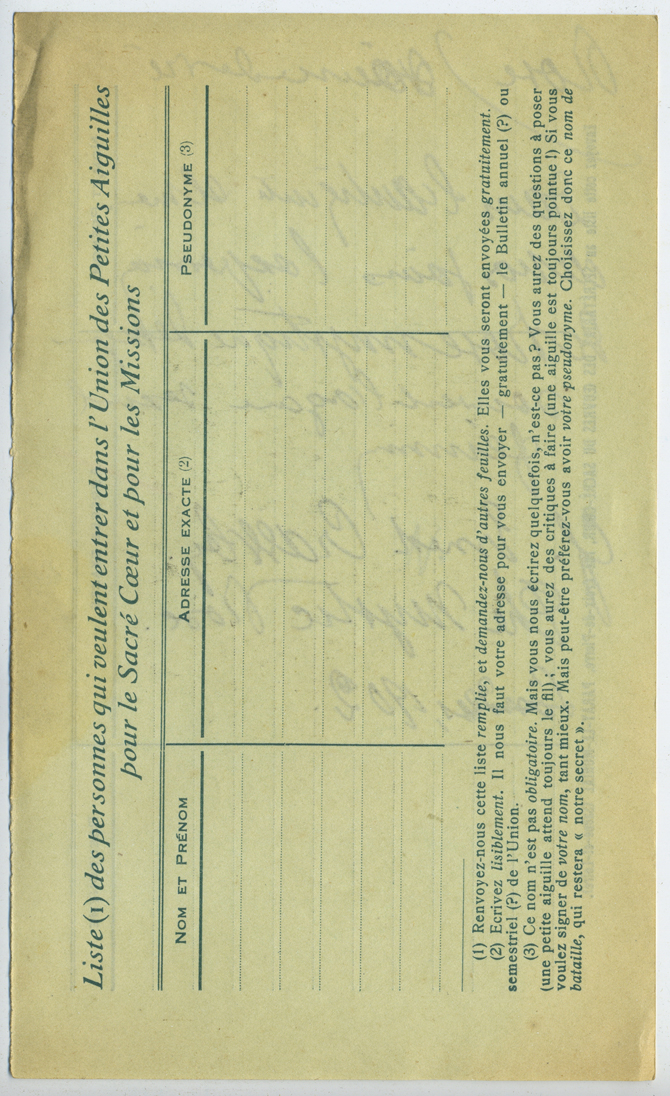 Liste (1) des personnes qui veulent entrer dans l'Union des Petites Aiguilles
pour le Sacré Cœur et pour les Missions
NOM ET PRÉNOM
ADRESSE EXACTE (2)
PSEUDONYME (3)
(1) Renvoyez-nous cette liste remplie, et demandez-nous d'autres feuilles. Elles vous seront envoyées gratuitement.
(2) Ecrivez lisiblement. Il nous faut votre adresse pour vous envoyer — gratuitement — le Bulletin annuel (?) ou
semestriel (?) de l'Union.
(3) Ce nom n'est pas obligatoire. Mais vous nous écrirez quelquefois, n'est-ce pas ? Vous aurez des questions à poser
(une petite aiguille attend toujours le fil) ; vous aurez des critiques à faire (une aiguille est toujours pointue !) Si vous
voulez signer de votre nom, tant mieux. Mais peut-être préférez-vous avoir votre pseudonyme. Choisissez donc ce nom de
bataille, qui restera « notre secret ».